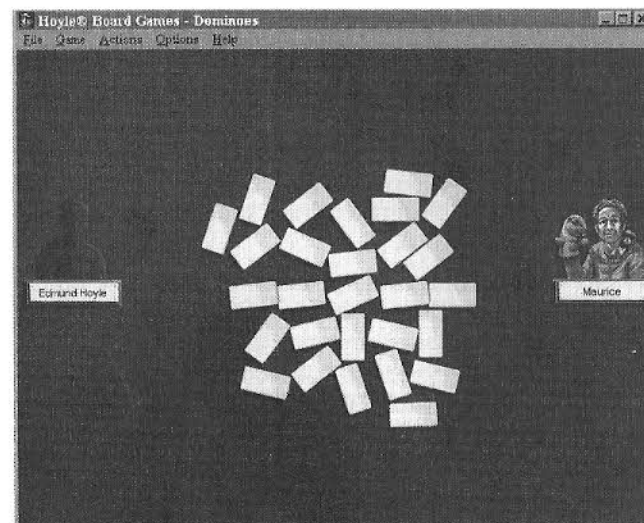 Hoyle® Board Games - Dominoes
File Game Actions Options Help
Edmund Hoyle
Maurice